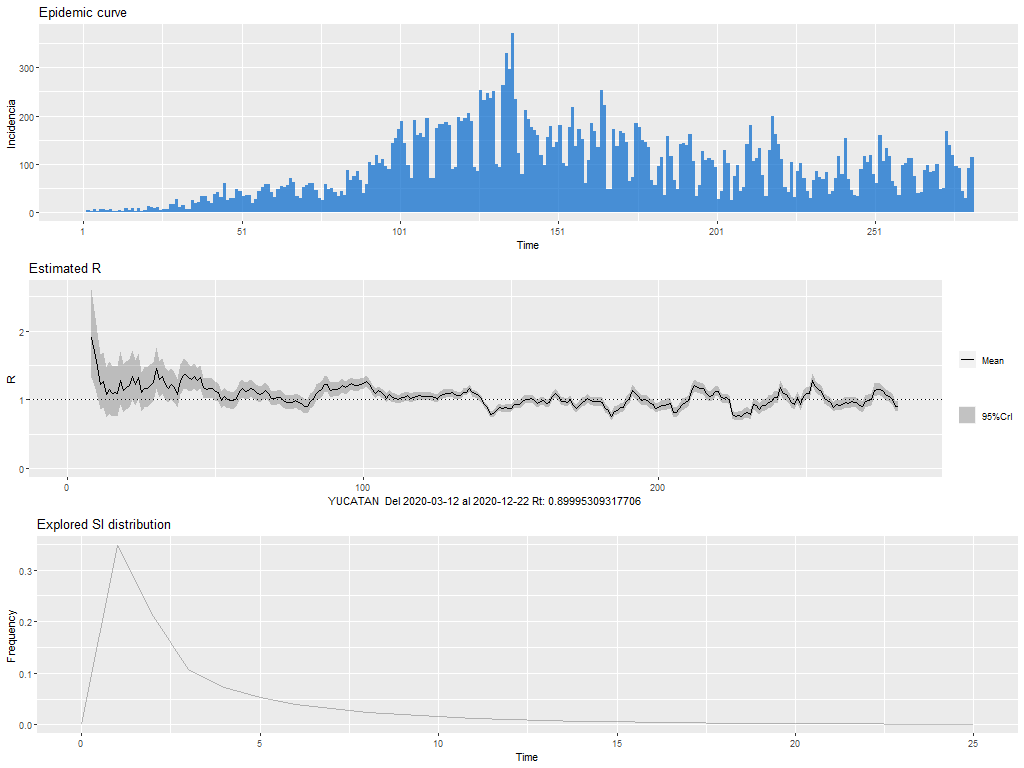 Epidemic curve
Incidencia
300
200
100
0
1
51
101
151
201
251
Time
Estimated R
R
2
1
0
Mean
95%CrI
0
100
200
YUCATAN Del 2020-03-12 al 2020-12-22 Rt: 0.89995309317706
Explored SI distribution
Frequency
0.3
0.2
0.1
0.0
0
5
10
15
20
25
Time